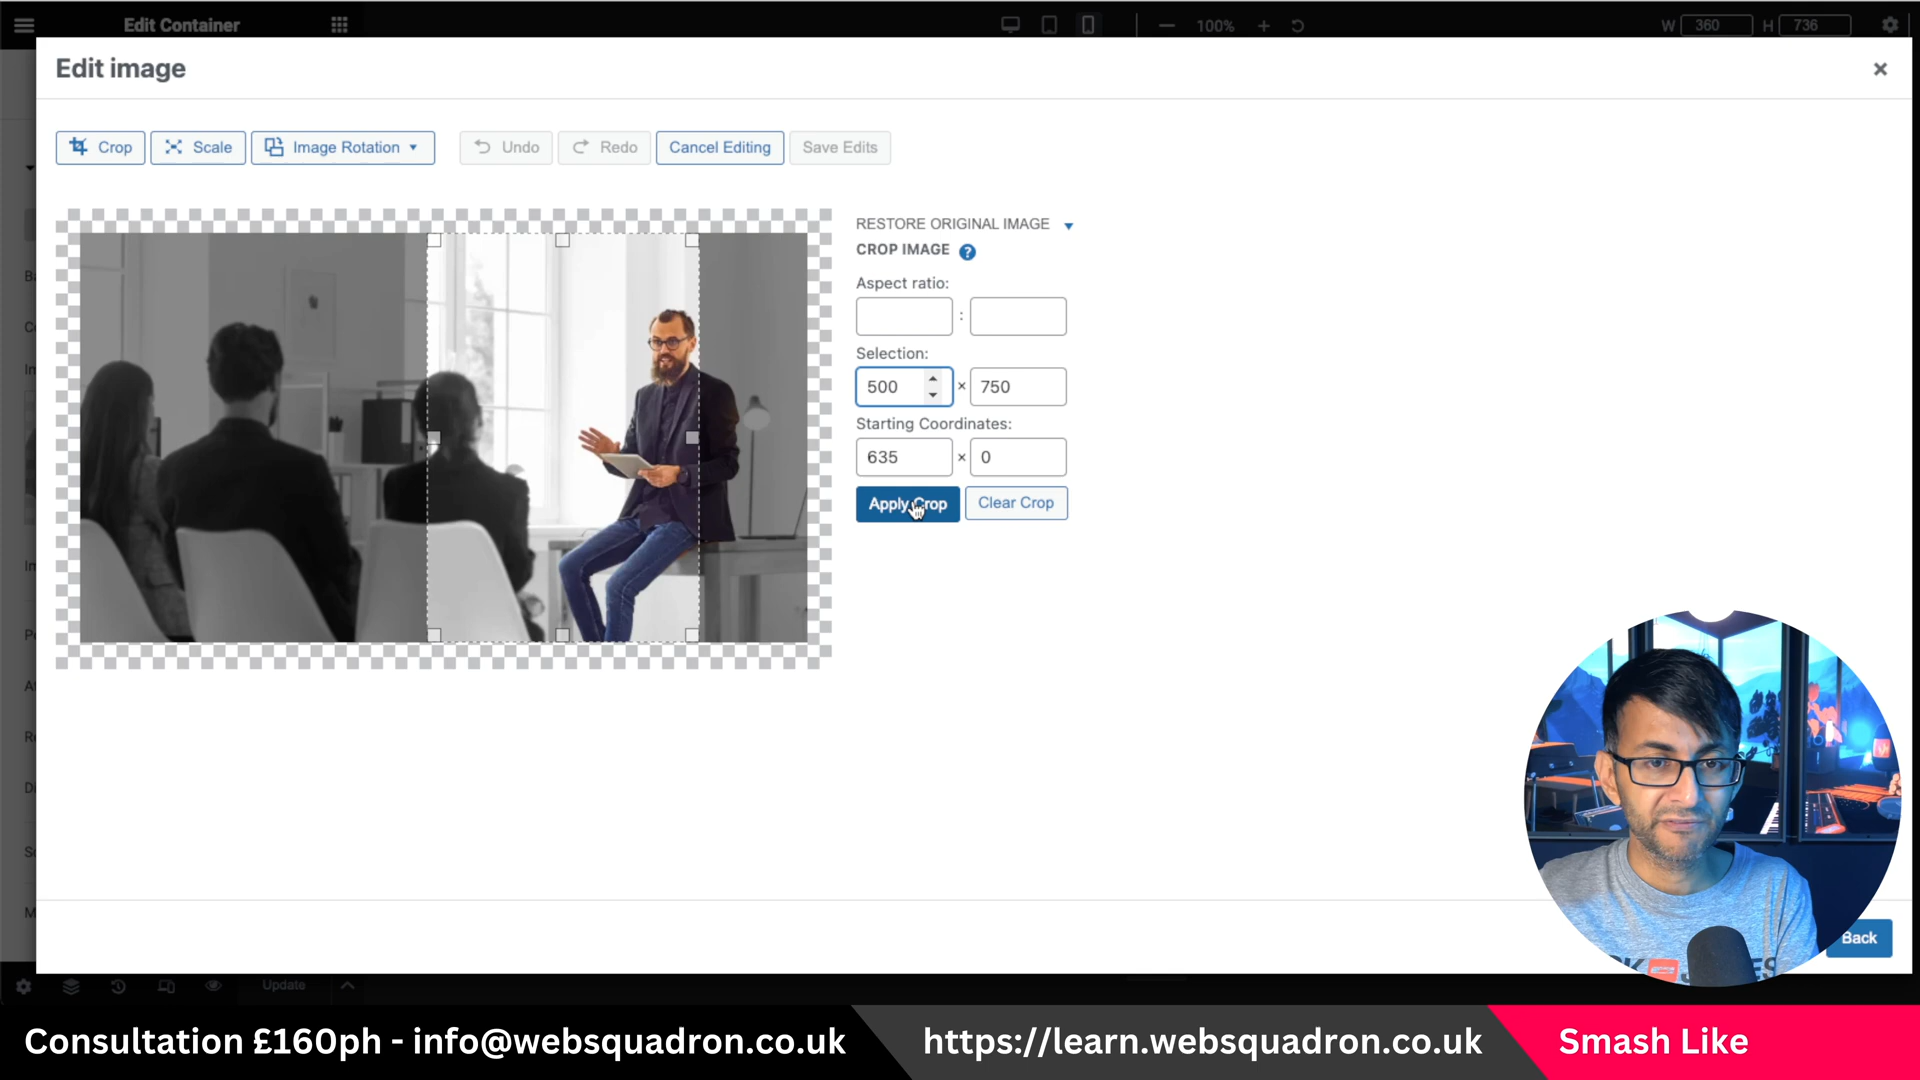 Edit Container
100%
W 360 H 736
Edit image
×
Crop
Scale
Image Rotation
Undo
Redo
Cancel Editing
Save Edits
RESTORE ORIGINAL IMAGE
CROP IMAGE ?
Aspect ratio:
:
Selection:
500 × 750
Starting Coordinates:
635 × 0
Apply Crop
Clear Crop
Back
Update
Consultation £160ph - info@websquadron.co.uk
https://learn.websquadron.co.uk
Smash Like